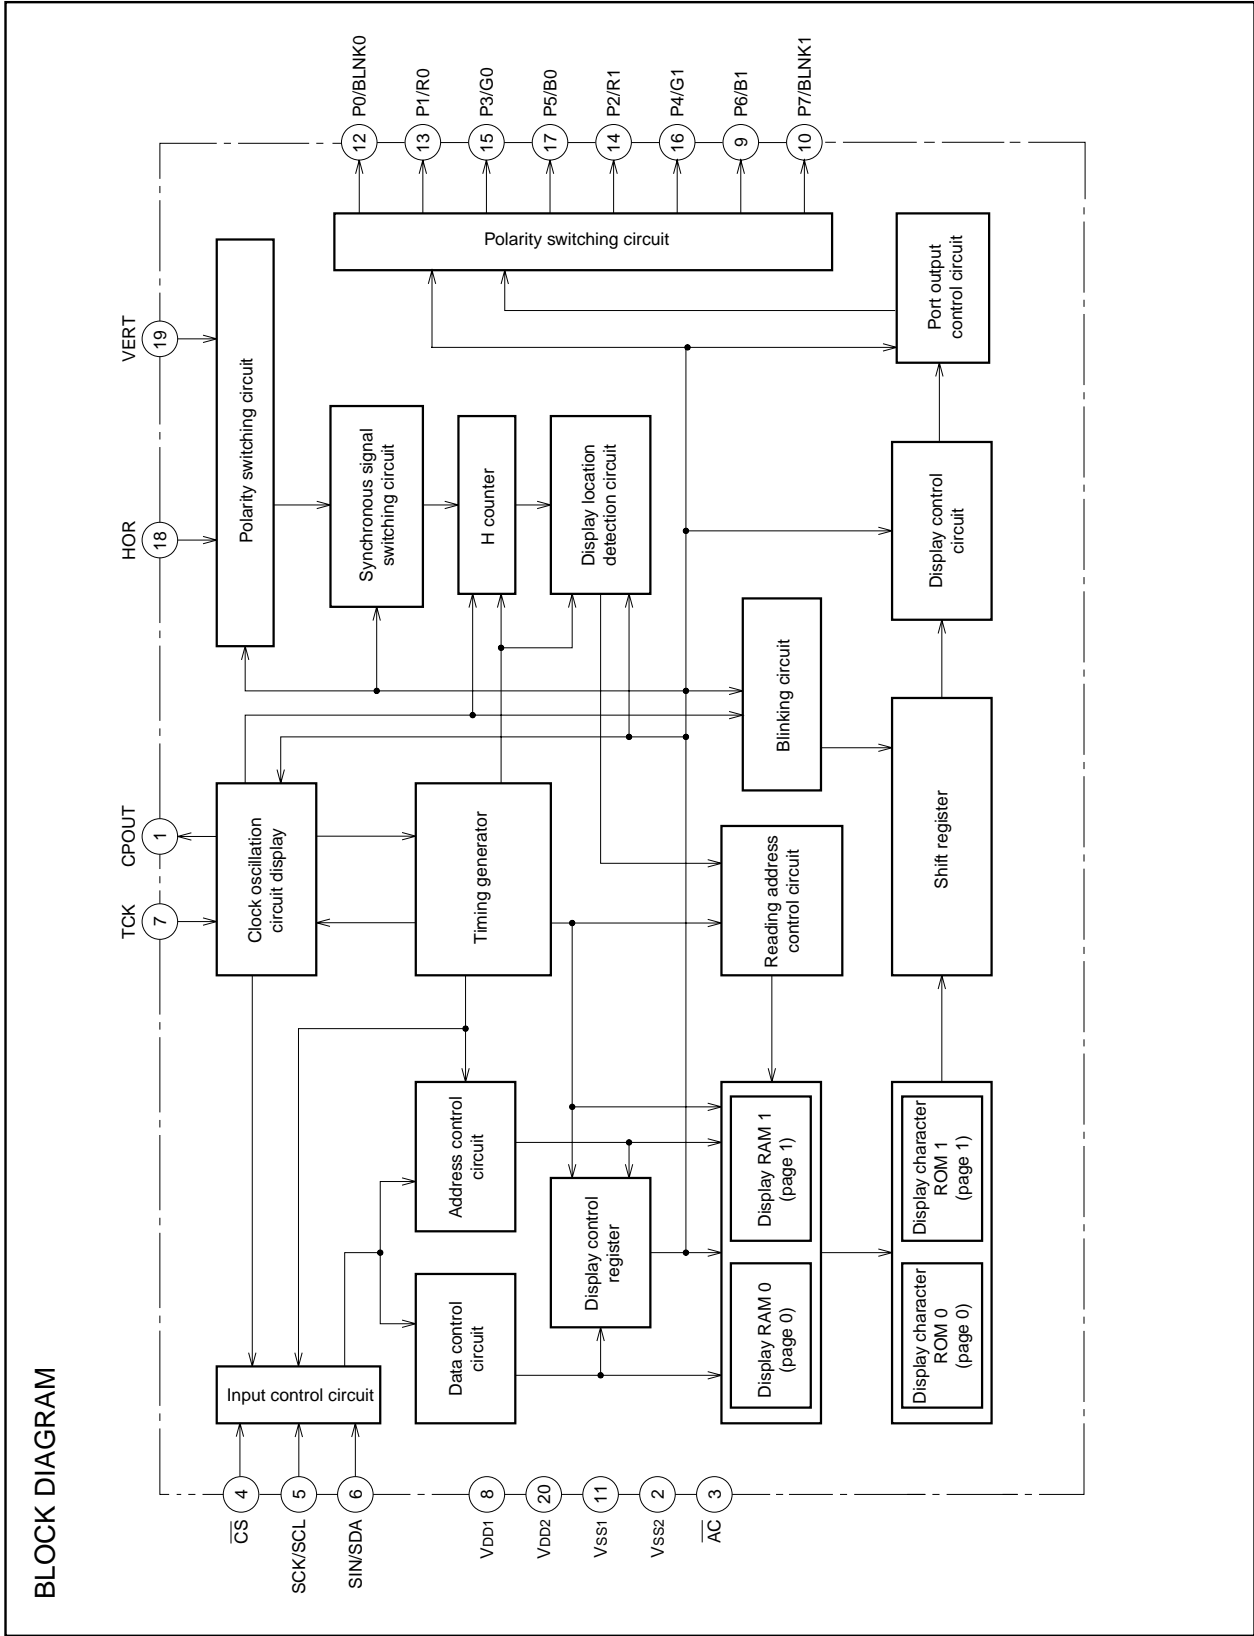 BLOCK DIAGRAM
TCK
7
CPOUT
1
HOR
18
VERT
19
CS
4
SCK/SCL
5
SIN/SDA
6
VDD1
8
VDD2
20
VSS1
11
VSS2
2
AC
3
Input control circuit
Clock oscillation
circuit display
Polarity switching circuit
Data control
circuit
Address control
circuit
Timing generator
Synchronous signal
switching circuit
H counter
Display control
register
Display location
detection circuit
Display RAM 0
(page 0)
Display RAM 1
(page 1)
Reading address
control circuit
Blinking circuit
Display character
ROM 0
(page 0)
Display character
ROM 1
(page 1)
Shift register
Display control
circuit
Port output
control circuit
Polarity switching circuit
12
P0/BLNK0
13
P1/R0
15
P3/G0
17
P5/B0
14
P2/R1
16
P4/G1
9
P6/B1
10
P7/BLNK1